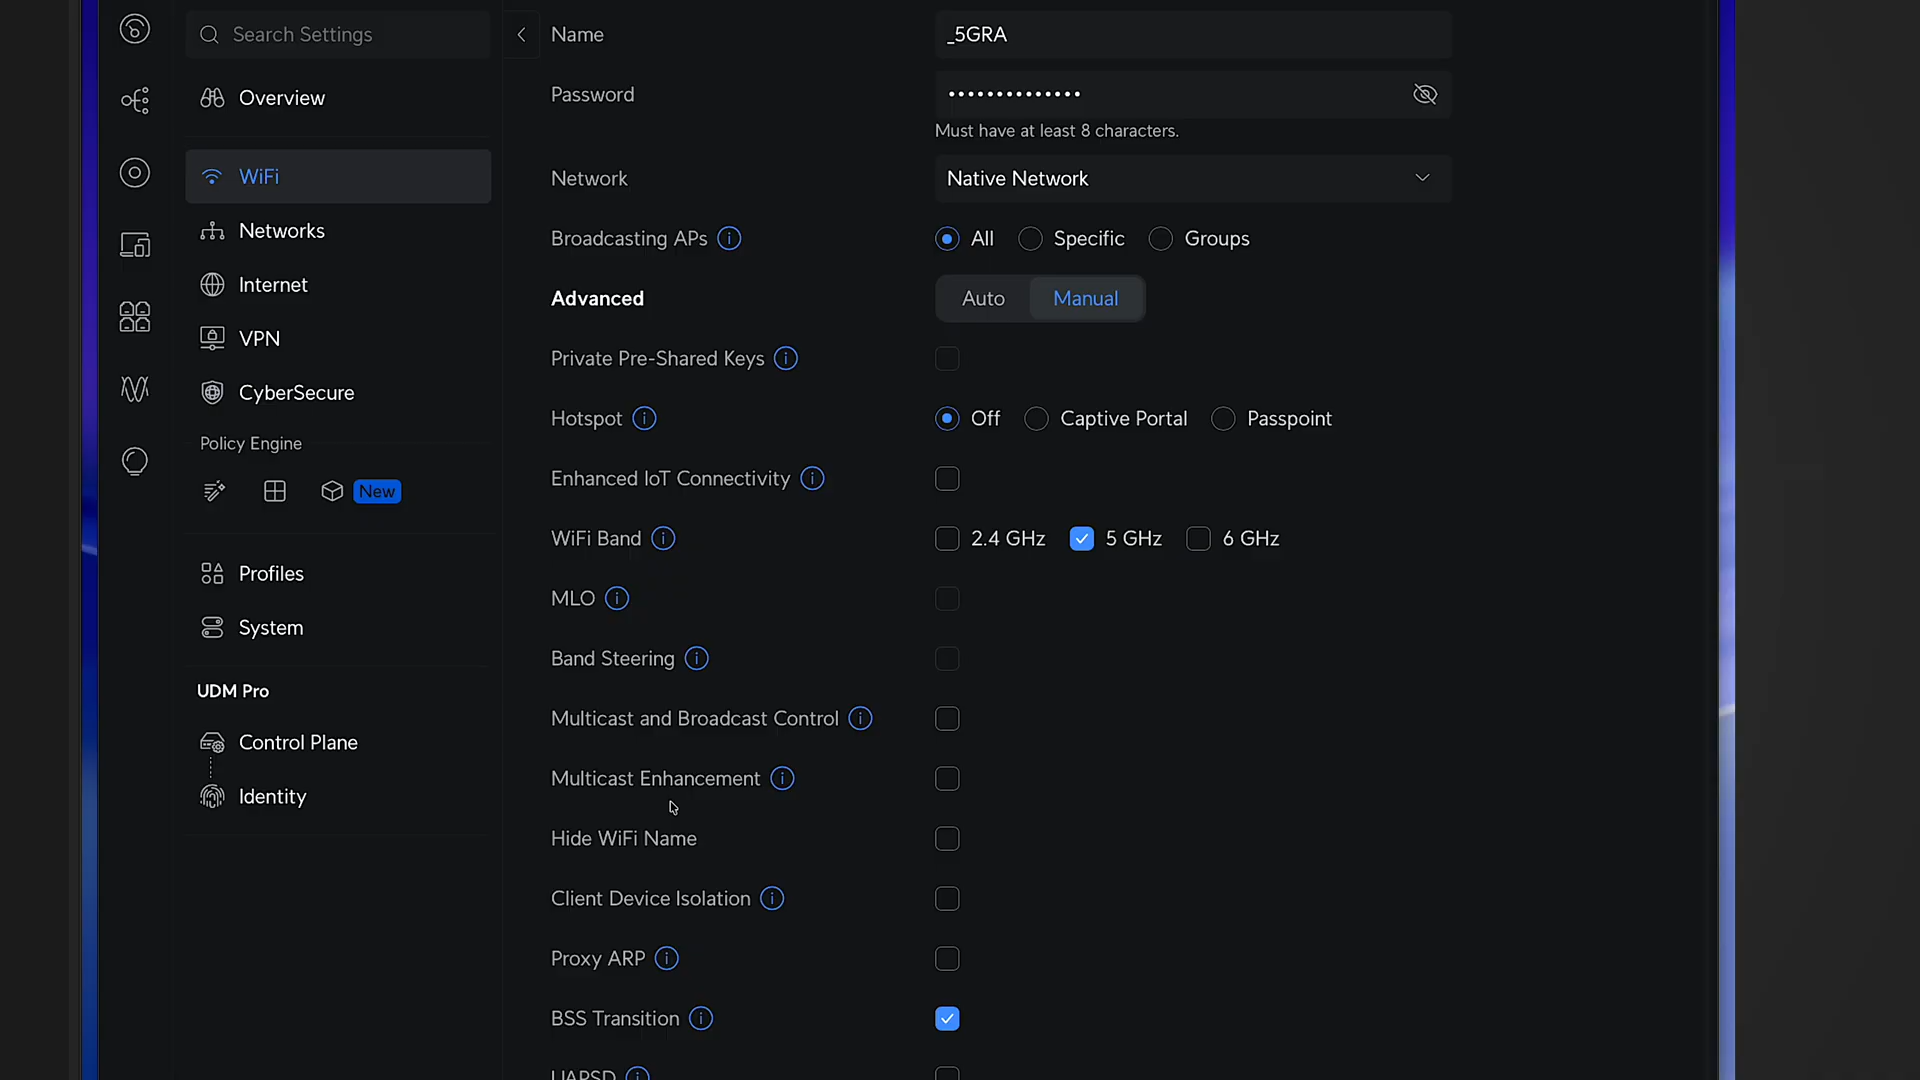 Search Settings
Overview
WiFi
Networks
Internet
VPN
CyberSecure
Policy Engine
New
Profiles
System
UDM Pro
Control Plane
Identity
Name
_5GRA
Password
••••••••••••••
Must have at least 8 characters.
Network
Native Network
Broadcasting APs
All Specific Groups
Advanced
Auto Manual
Private Pre-Shared Keys
Hotspot
Off Captive Portal Passpoint
Enhanced IoT Connectivity
WiFi Band
2.4 GHz 5 GHz 6 GHz
MLO
Band Steering
Multicast and Broadcast Control
Multicast Enhancement
Hide WiFi Name
Client Device Isolation
Proxy ARP
BSS Transition
UAPSD